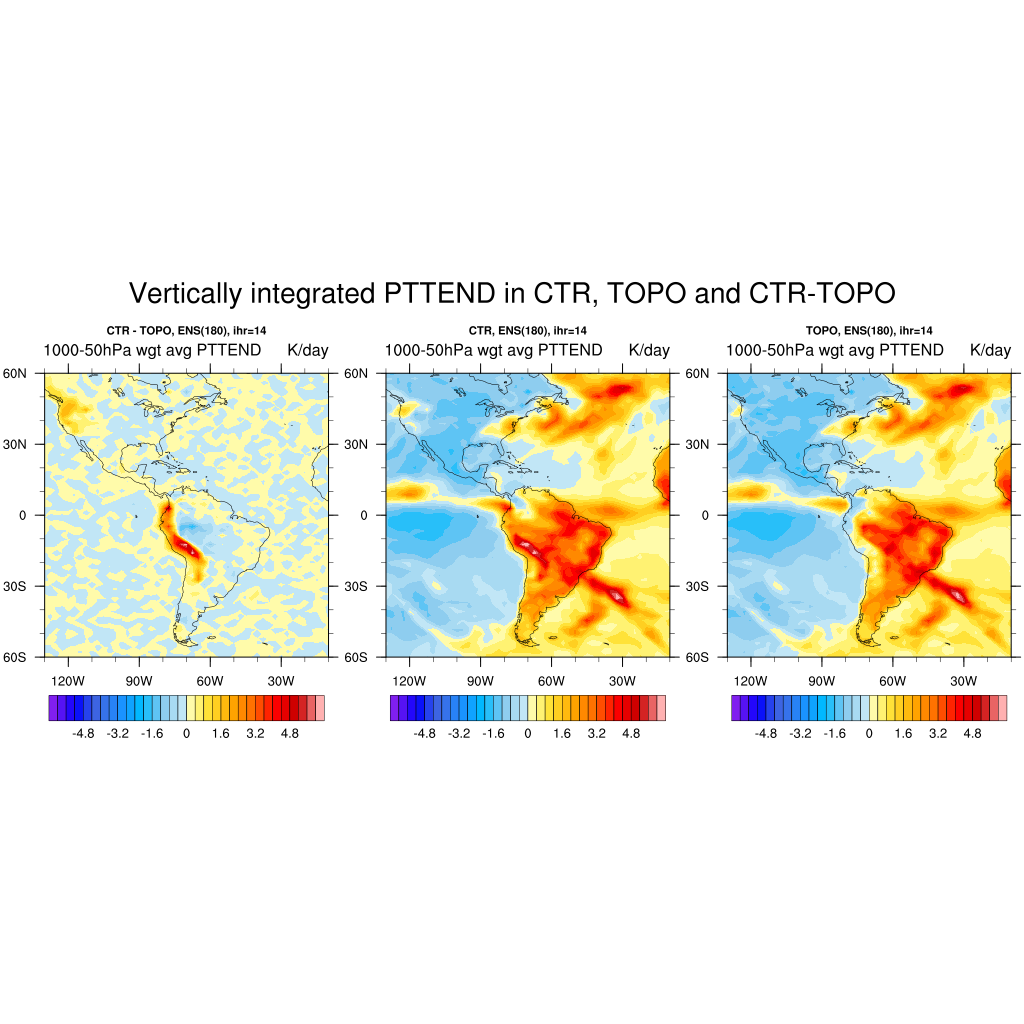 Vertically integrated PTTEND in CTR, TOPO and CTR-TOPO
CTR - TOPO, ENS(180), ihr=14
1000-50hPa wgt avg PTTEND K/day
60N
30N
0
30S
60S
120W 90W 60W 30W
-4.8 -3.2 -1.6 0 1.6 3.2 4.8
CTR, ENS(180), ihr=14
1000-50hPa wgt avg PTTEND K/day
60N
30N
0
30S
60S
120W 90W 60W 30W
-4.8 -3.2 -1.6 0 1.6 3.2 4.8
TOPO, ENS(180), ihr=14
1000-50hPa wgt avg PTTEND K/day
60N
30N
0
30S
60S
120W 90W 60W 30W
-4.8 -3.2 -1.6 0 1.6 3.2 4.8